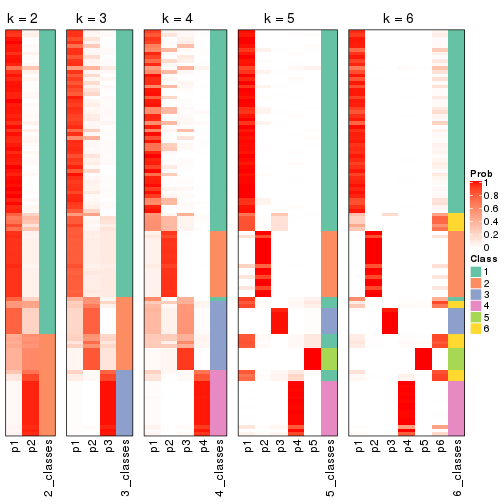 k = 2
k = 3
k = 4
k = 5
k = 6
p1
p2
2_classes
p1
p2
p3
3_classes
p1
p2
p3
p4
4_classes
p1
p2
p3
p4
p5
5_classes
p1
p2
p3
p4
p5
p6
6_classes
Prob
1
0.8
0.6
0.4
0.2
0
Class
1
2
3
4
5
6